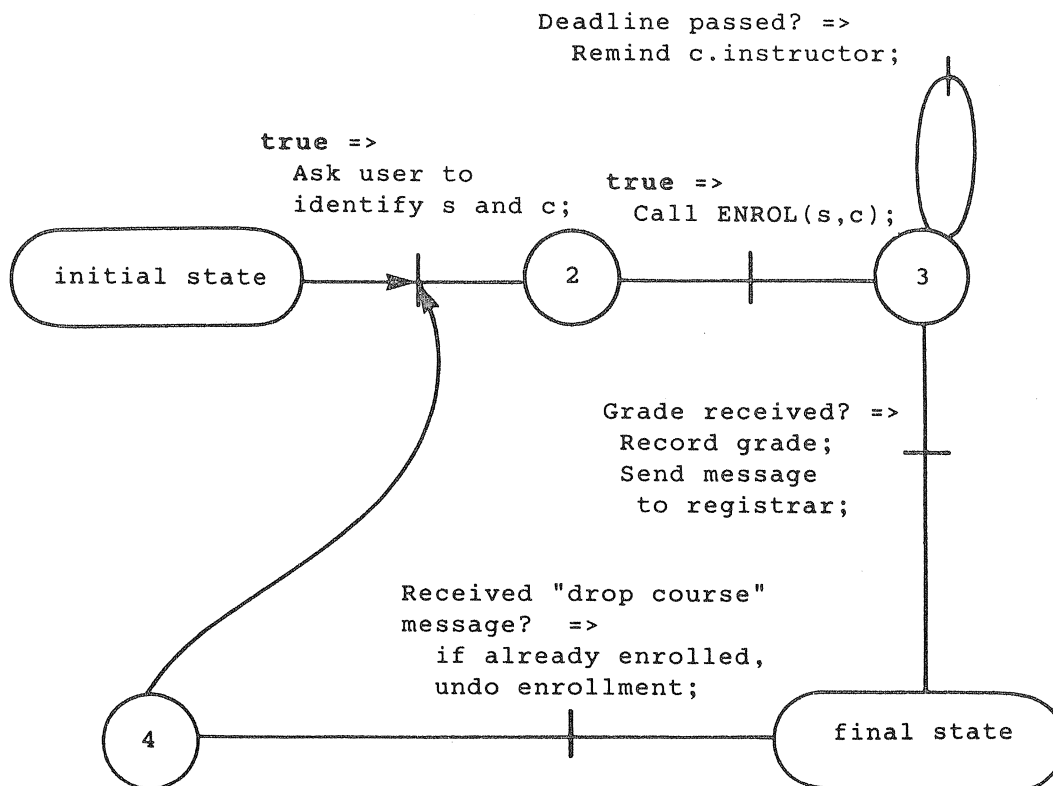 Deadline passed? =>
Remind c.instructor;
true =>
Ask user to
identify s and c;
true =>
Call ENROL(s,c);
initial state
2
3
Grade received? =>
Record grade;
Send message
to registrar;
Received "drop course"
message? =>
if already enrolled,
undo enrollment;
4
final state